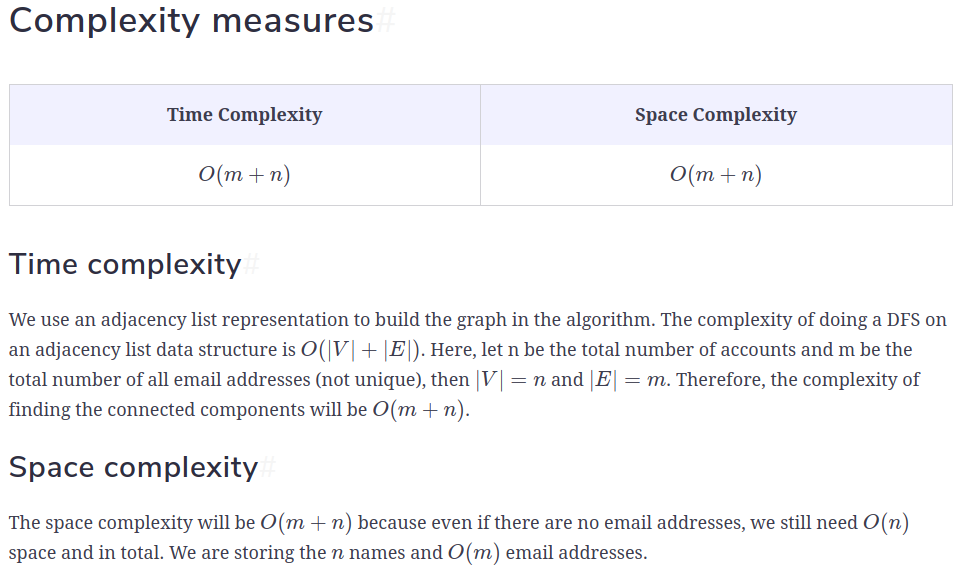 Complexity measures#
Time Complexity Space Complexity
O(m + n) O(m + n)
Time complexity#
We use an adjacency list representation to build the graph in the algorithm. The complexity of doing a DFS on
an adjacency list data structure is O(|V| + |E|). Here, let n be the total number of accounts and m be the
total number of all email addresses (not unique), then |V| = n and |E| = m. Therefore, the complexity of
finding the connected components will be O(m + n).
Space complexity#
The space complexity will be O(m + n) because even if there are no email addresses, we still need O(n)
space and in total. We are storing the n names and O(m) email addresses.